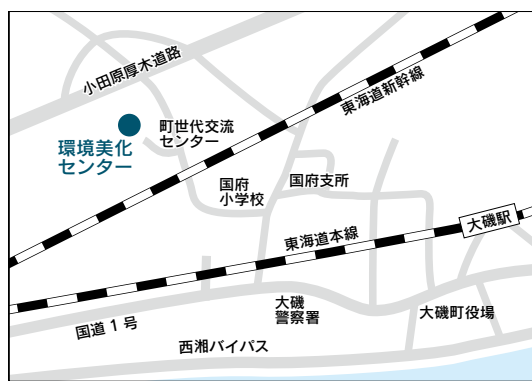 小田原厚木道路
東海道新幹線
町世代交流
センター
環境美化
センター
国府
小学校
国府支所
東海道本線
大磯駅
国道1号
大磯
警察署
大磯町役場
西湘バイパス